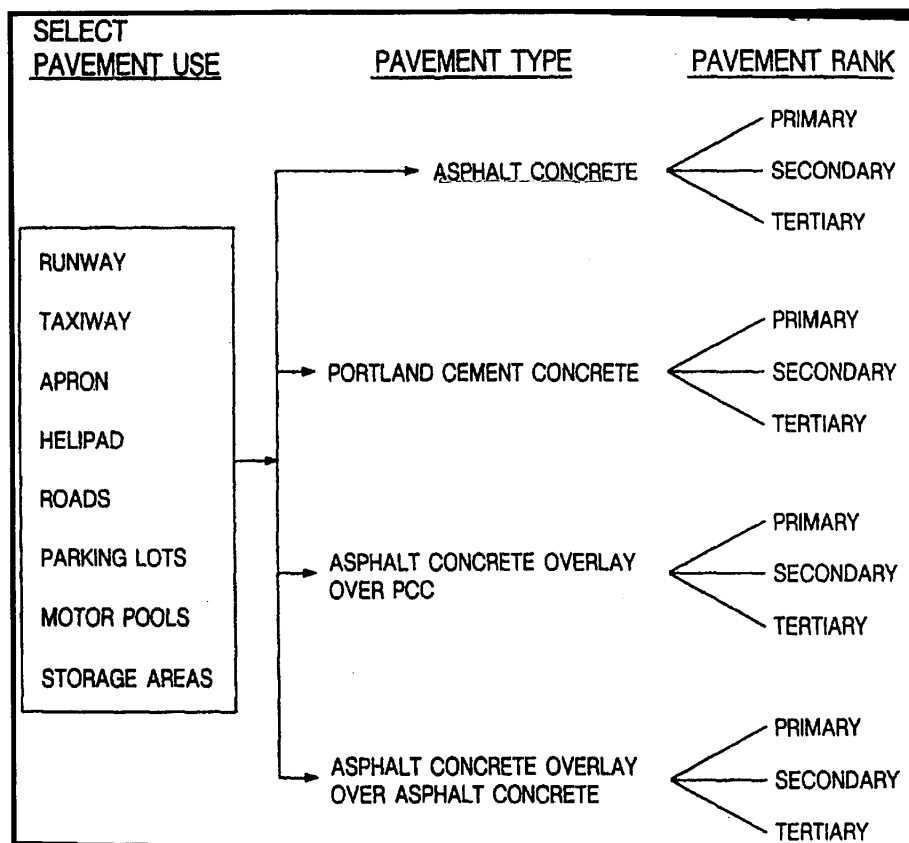 SELECT
PAVEMENT USE
PAVEMENT TYPE
PAVEMENT RANK
RUNWAY
TAXIWAY
APRON
HELIPAD
ROADS
PARKING LOTS
MOTOR POOLS
STORAGE AREAS
ASPHALT CONCRETE
PRIMARY
SECONDARY
TERTIARY
PORTLAND CEMENT CONCRETE
PRIMARY
SECONDARY
TERTIARY
ASPHALT CONCRETE OVERLAY
OVER PCC
PRIMARY
SECONDARY
TERTIARY
ASPHALT CONCRETE OVERLAY
OVER ASPHALT CONCRETE
PRIMARY
SECONDARY
TERTIARY